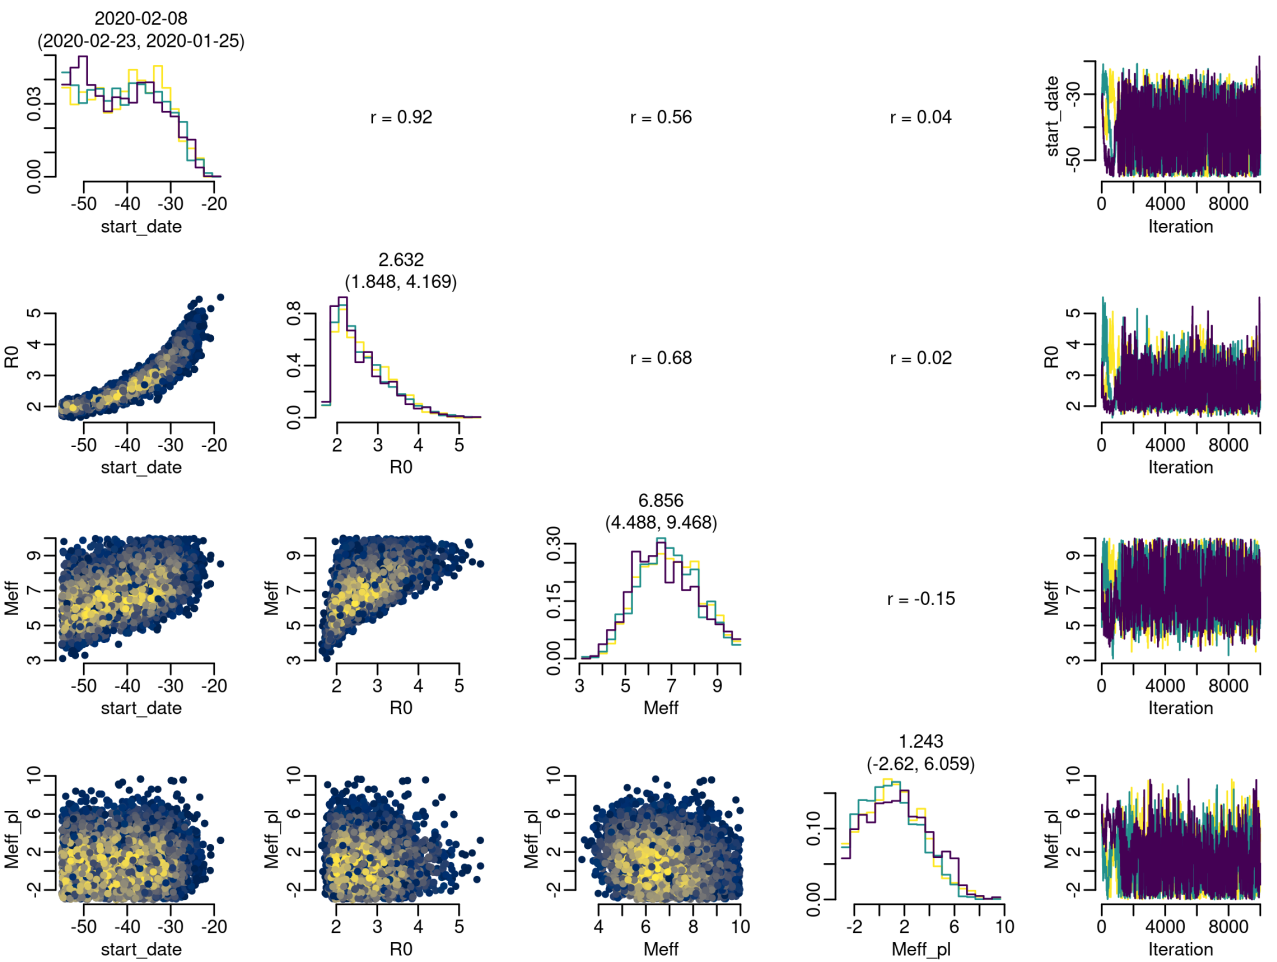 2020-02-08
(2020-02-23, 2020-01-25)
0.00 0.03
-50 -40 -30 -20
start_date
r = 0.92
r = 0.56
r = 0.04
start_date
-50 -30
0 4000 8000
Iteration
R0
2 3 4 5
-50 -40 -30 -20
start_date
2.632
(1.848, 4.169)
0.0 0.4 0.8
2 3 4 5
R0
r = 0.68
r = 0.02
R0
2 3 4 5
0 4000 8000
Iteration
Meff
3 5 7 9
-50 -40 -30 -20
start_date
Meff
3 5 7 9
2 3 4 5
R0
6.856
(4.488, 9.468)
0.00 0.15 0.30
3 5 7 9
Meff
r = -0.15
Meff
3 5 7 9
0 4000 8000
Iteration
Meff_pl
-2 2 6 10
-50 -40 -30 -20
start_date
Meff_pl
-2 2 6 10
2 3 4 5
R0
Meff_pl
-2 2 6 10
4 6 8 10
Meff
1.243
(-2.62, 6.059)
0.00 0.10
-2 2 6 10
Meff_pl
Meff_pl
-2 2 6 10
0 4000 8000
Iteration